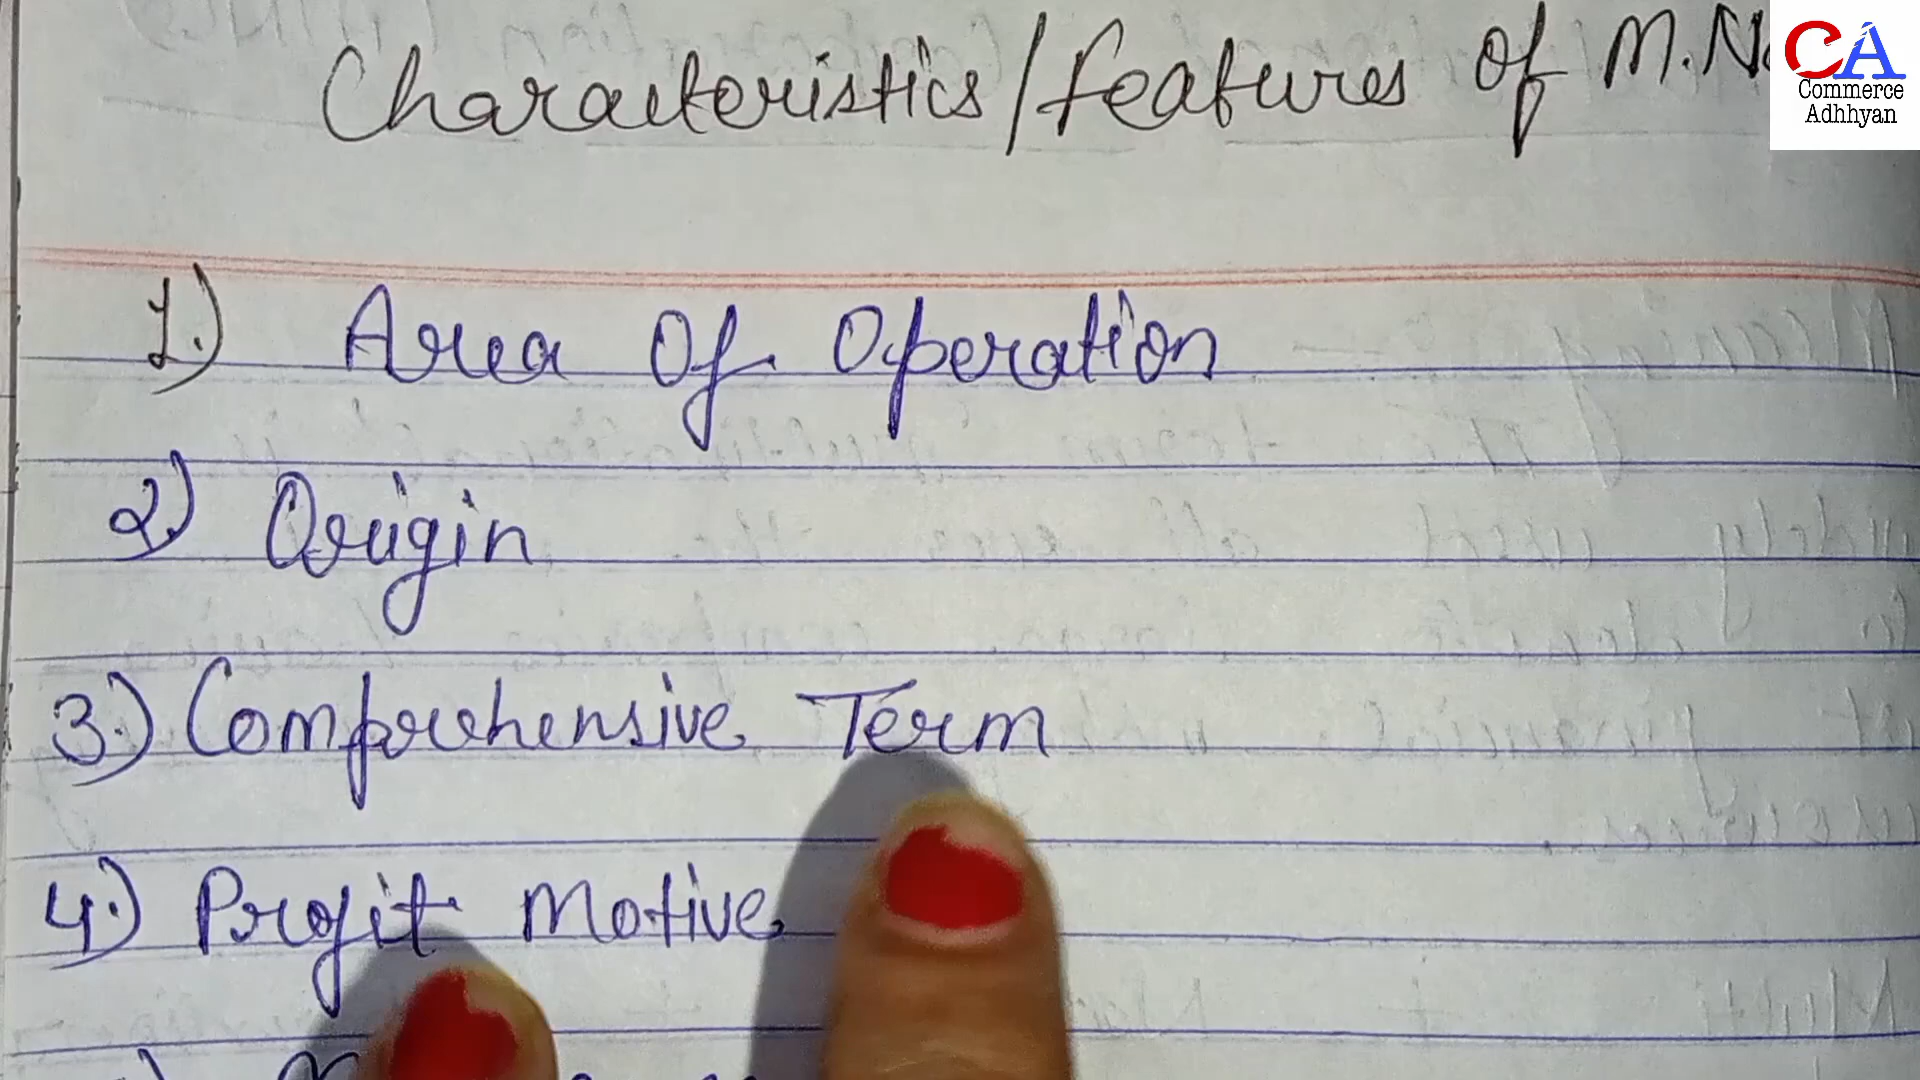 Characteristics/Features Of M.N
CA
Commerce
Adhhyan
1.) Area Of Operation
2) Origin
3.) Comprehensive Term
4.) Profit Motive